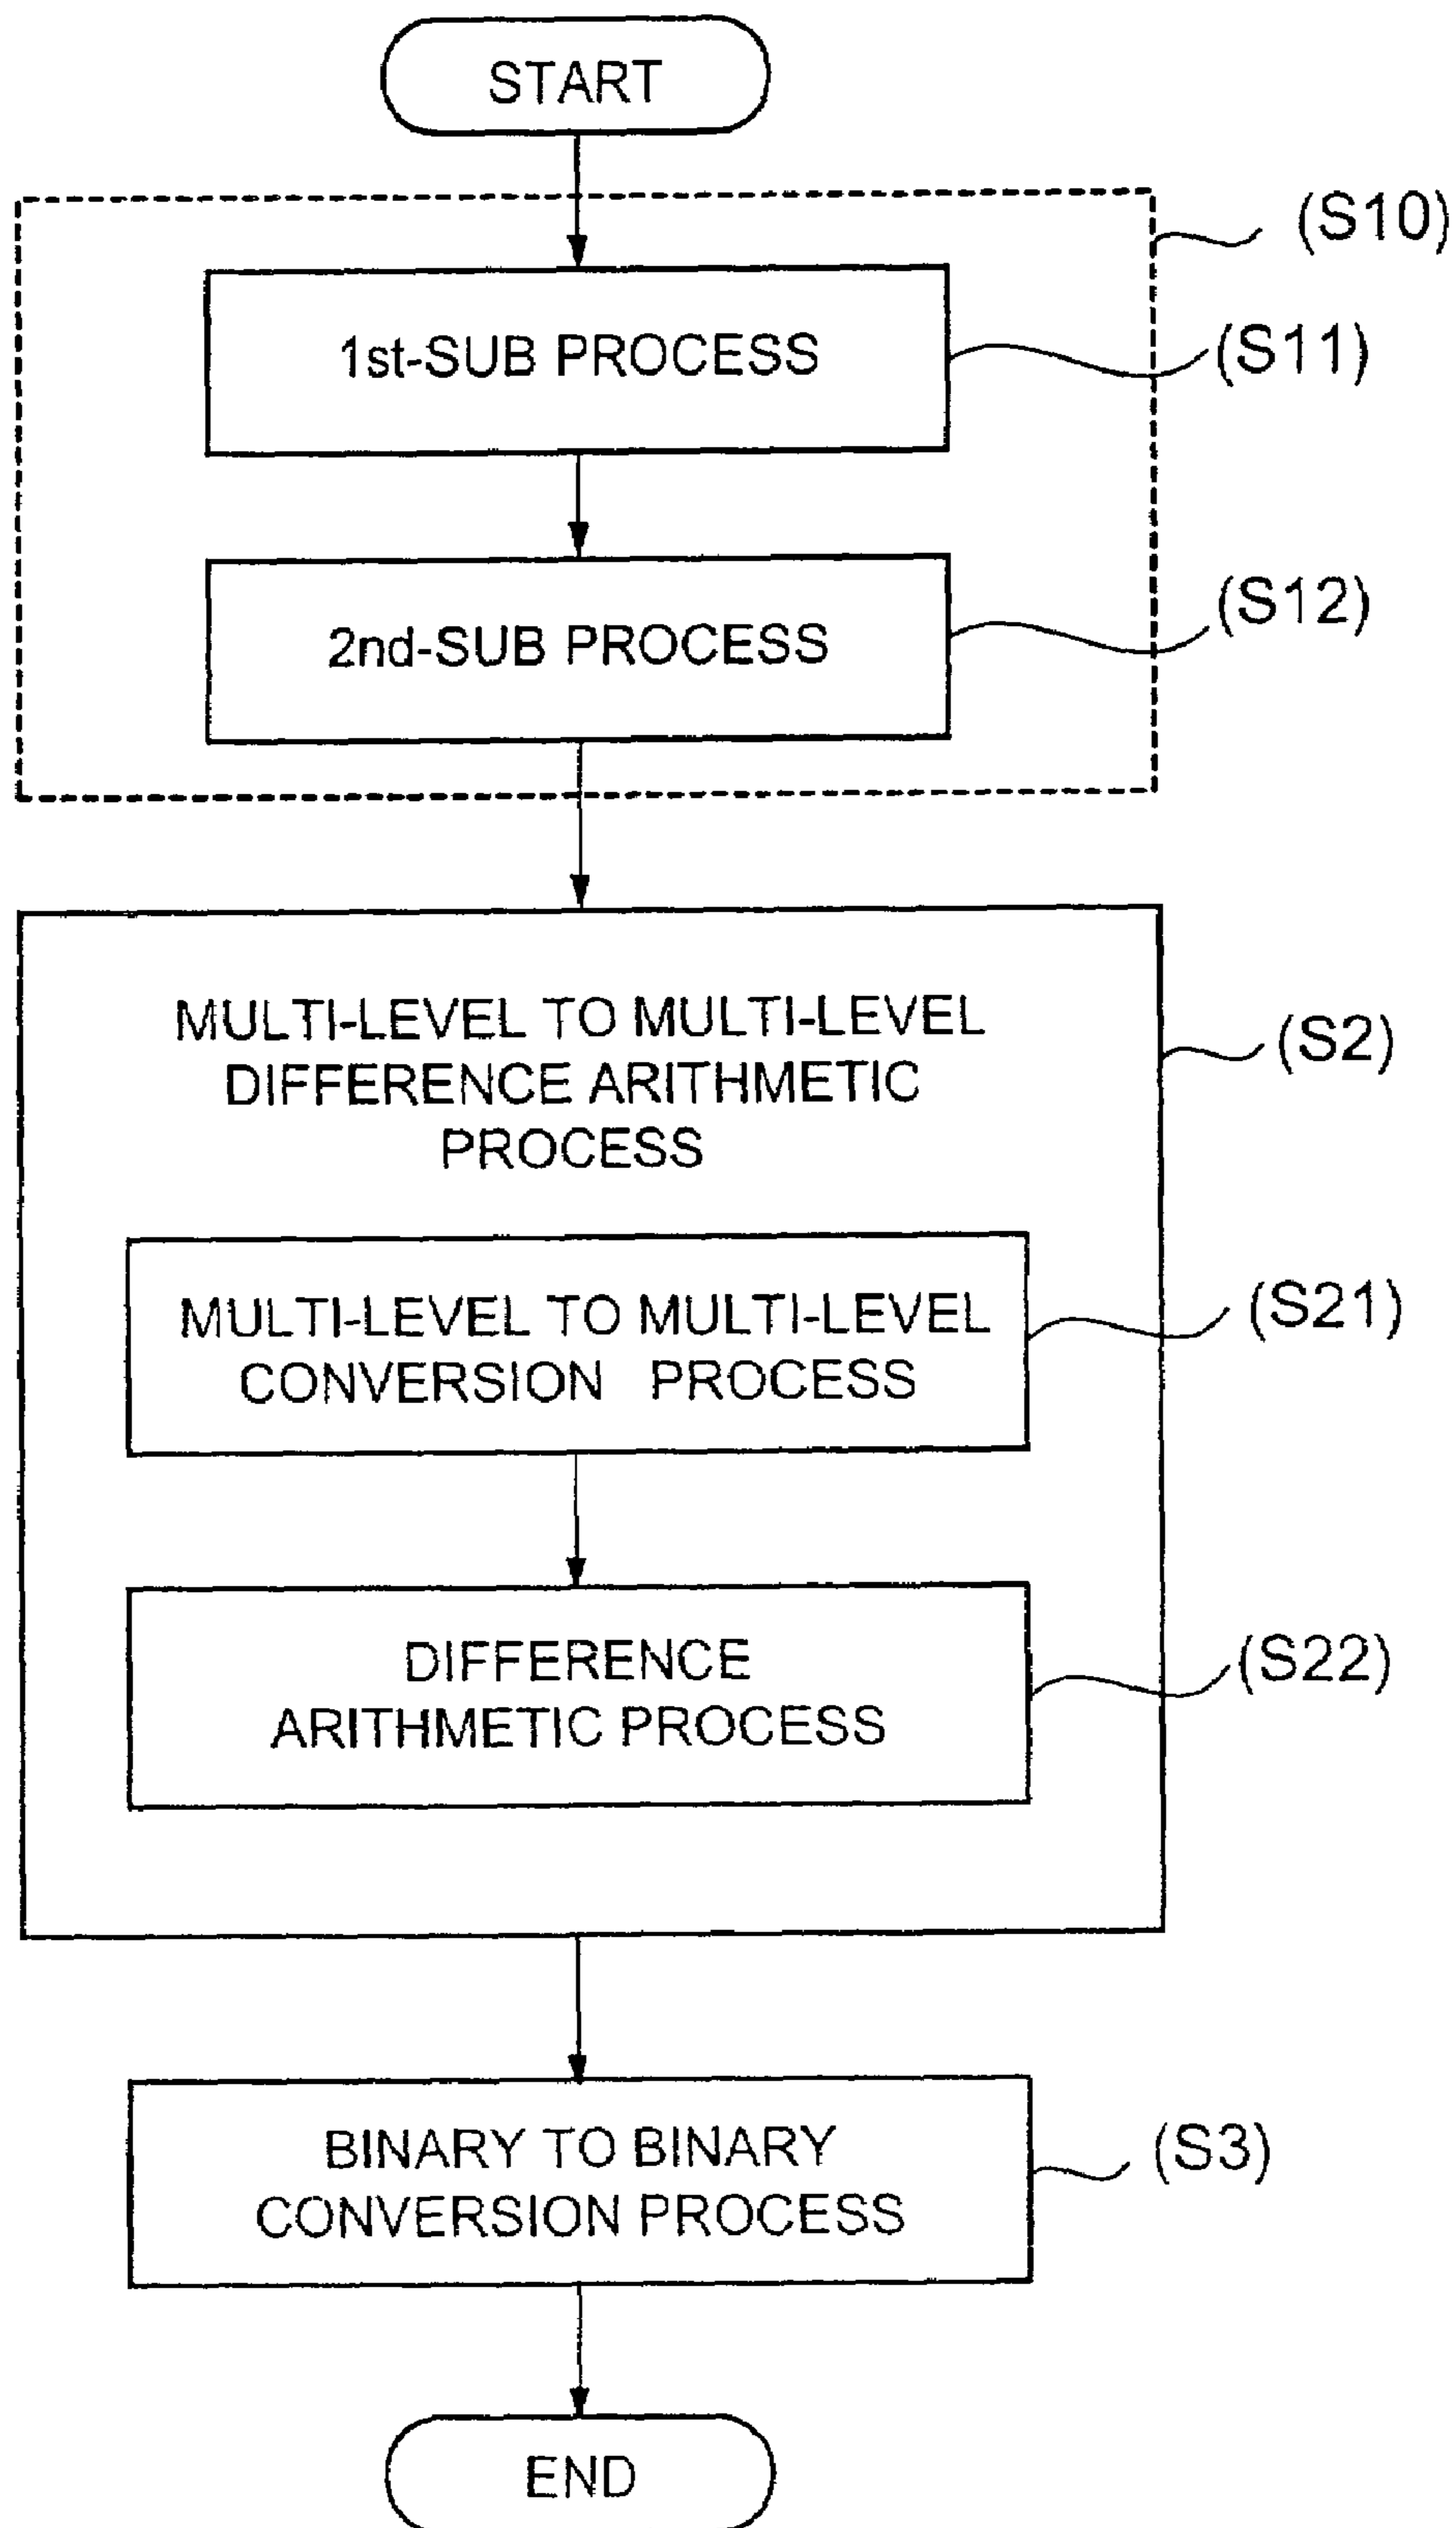 START
(S10)
1st-SUB PROCESS
(S11)
2nd-SUB PROCESS
(S12)
MULTI-LEVEL TO MULTI-LEVEL
DIFFERENCE ARITHMETIC
PROCESS
(S2)
MULTI-LEVEL TO MULTI-LEVEL
CONVERSION PROCESS
(S21)
DIFFERENCE
ARITHMETIC PROCESS
(S22)
BINARY TO BINARY
CONVERSION PROCESS
(S3)
END